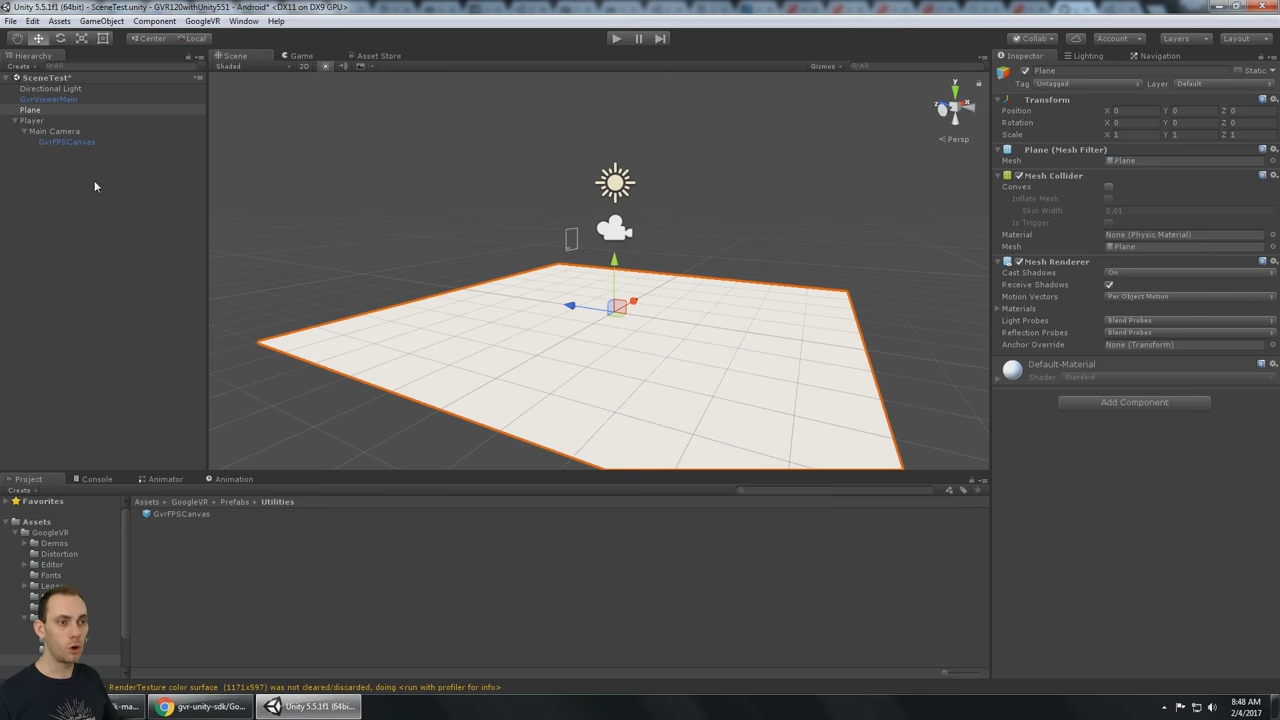 Unity 5.5.1f1 (64bit) - SceneTest.unity - GVR120withUnity551 - Android* <DX11 on DX9 GPU>
File Edit Assets GameObject Component GoogleVR Window Help
Center Local Collab Account Layers Layout
Hierarchy Scene Game Asset Store Inspector Lighting Navigation
Create All Shaded 2D Gizmos All
SceneTest*
Directional Light
GvrViewerMain
Plane
Player
Main Camera
GvrFPSCanvas
y
z x
Persp
Plane Static
Tag Untagged Layer Default
Transform
Position X 0 Y 0 Z 0
Rotation X 0 Y 0 Z 0
Scale X 1 Y 1 Z 1
Plane (Mesh Filter)
Mesh Plane
Mesh Collider
Convex
Inflate Mesh
Skin Width 0.01
Is Trigger
Material None (Physic Material)
Mesh Plane
Mesh Renderer
Cast Shadows On
Receive Shadows
Motion Vectors Per Object Motion
Materials
Light Probes Blend Probes
Reflection Probes Blend Probes
Anchor Override None (Transform)
Default-Material
Shader Standard
Add Component
Project Console Animator Animation
Create
Favorites
Assets
GoogleVR
Demos
Distortion
Editor
Fonts
Assets GoogleVR Prefabs Utilities
GvrFPSCanvas
RenderTexture color surface (1171x597) was not cleared/discarded, doing <run with profiler for info>
gvr-unity-sdk/Go... Unity 5.5.1f1 (64bi...
8:48 AM
2/4/2017